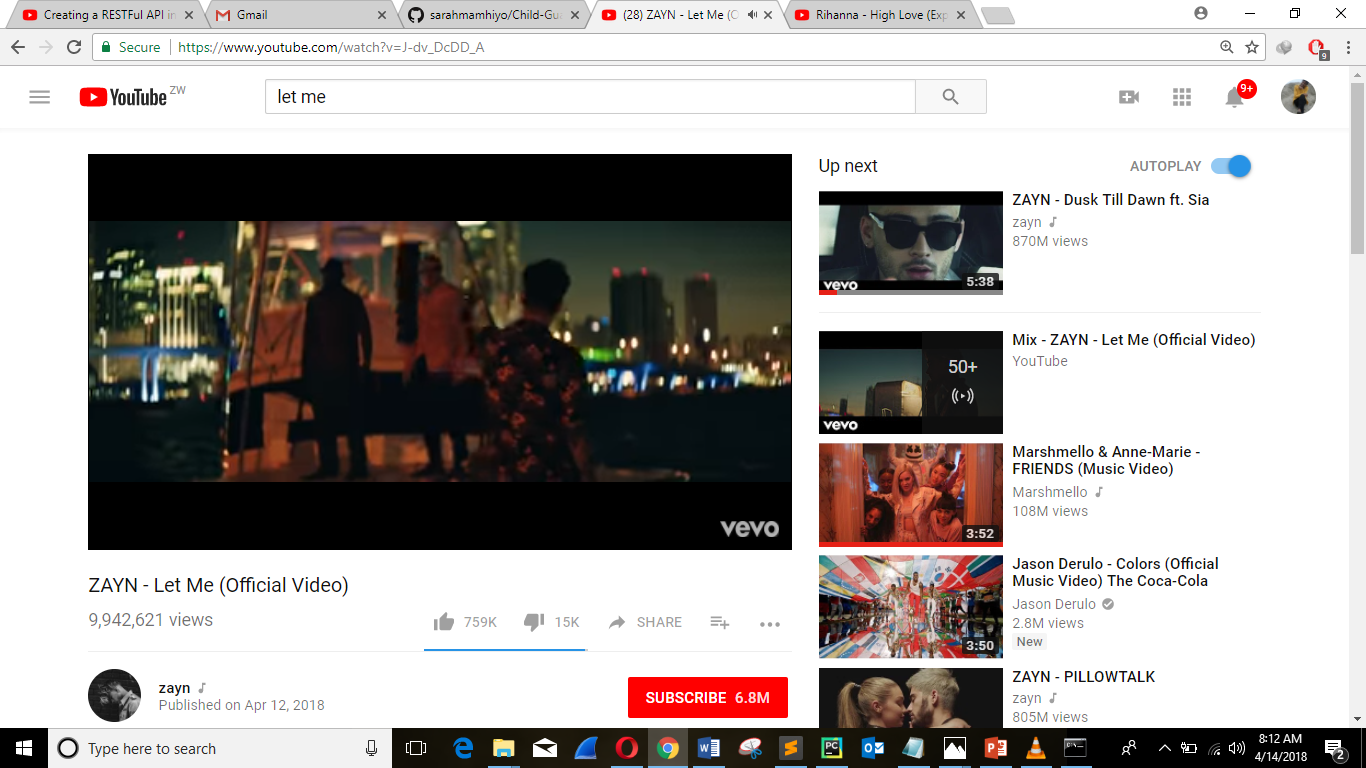 Creating a RESTFul API in
Gmail
sarahmamhiyo/Child-Gu
(28) ZAYN - Let Me (O
Rihanna - High Love (Exp
Secure
https://www.youtube.com/watch?v=J-dv_DcDD_A
9
YouTube ZW
let me
9+
Up next
AUTOPLAY
vevo
5:38
ZAYN - Dusk Till Dawn ft. Sia
zayn
870M views
50+
vevo
Mix - ZAYN - Let Me (Official Video)
YouTube
3:52
Marshmello & Anne-Marie -
FRIENDS (Music Video)
Marshmello
108M views
3:50
Jason Derulo - Colors (Official
Music Video) The Coca-Cola
Jason Derulo
2.8M views
New
ZAYN - PILLOWTALK
zayn
805M views
vevo
ZAYN - Let Me (Official Video)
9,942,621 views
759K
15K
SHARE
zayn
Published on Apr 12, 2018
SUBSCRIBE 6.8M
Type here to search
8:12 AM
4/14/2018
2